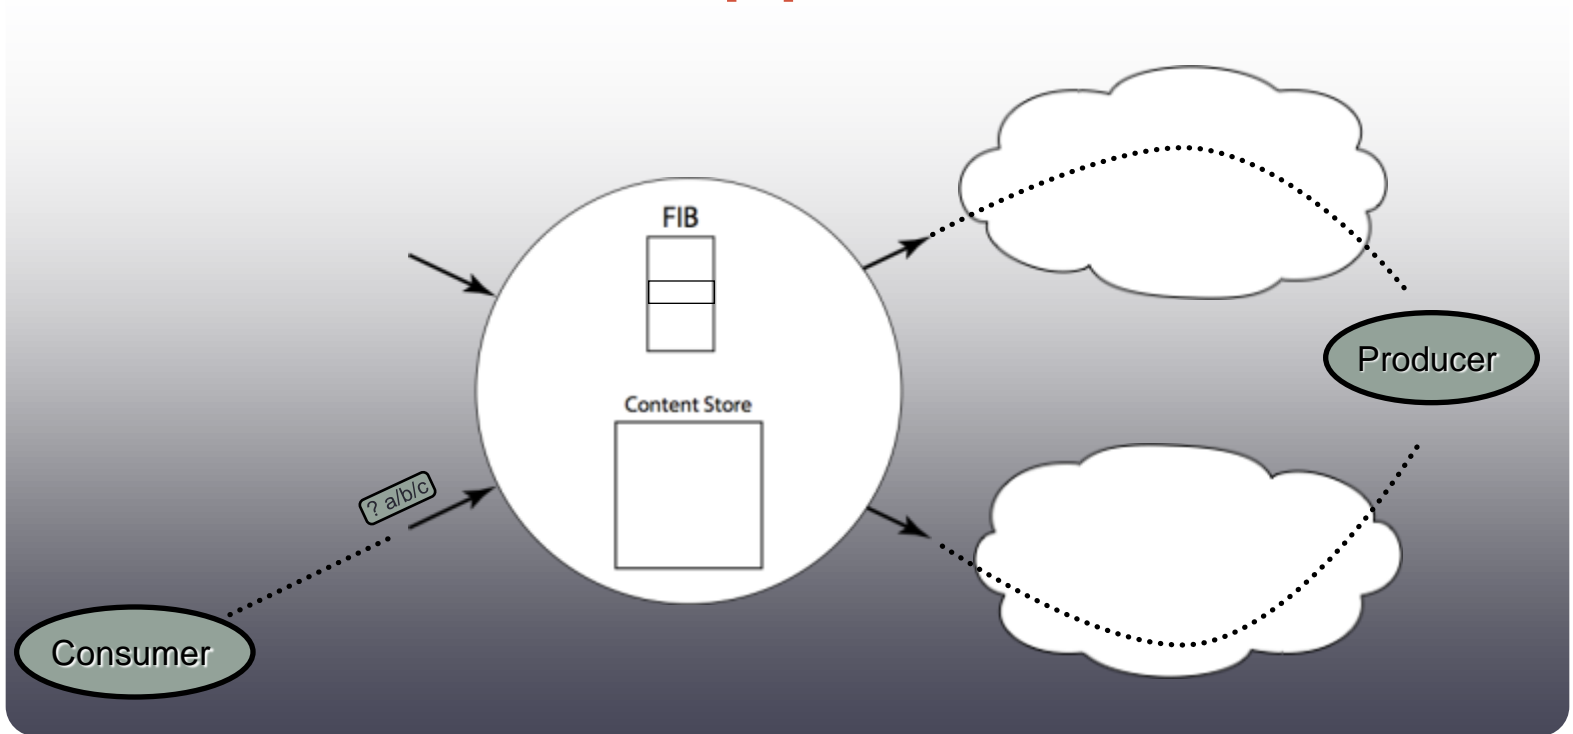 FIB
Content Store
Producer
? a/b/c
Consumer